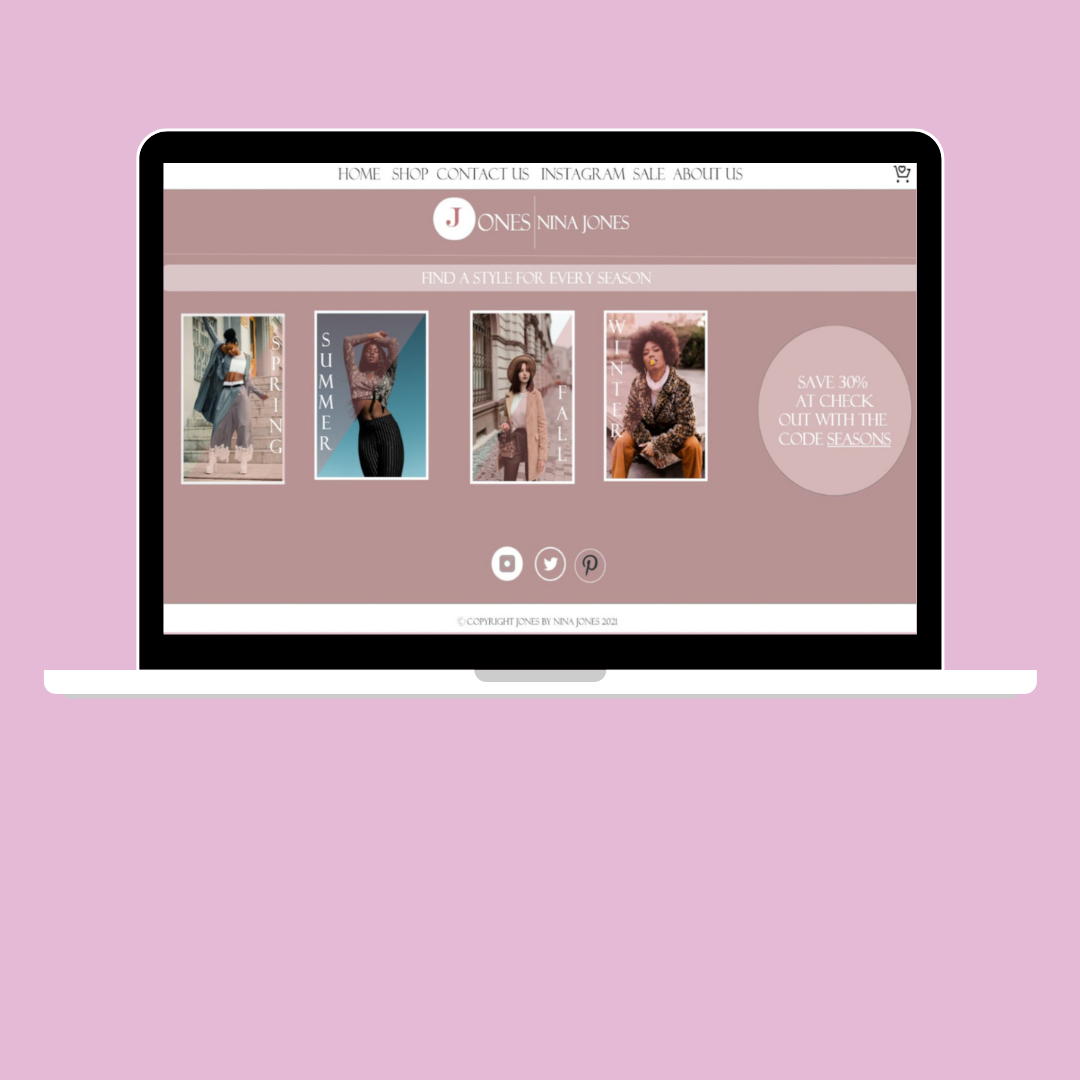 HOME SHOP CONTACT US INSTAGRAM SALE ABOUT US
JONES NINA JONES
FIND A STYLE FOR EVERY SEASON
SPRING
SUMMER
FALL
WINTER
SAVE 30%
AT CHECK
OUT WITH THE
CODE SEASONS
© COPYRIGHT JONES BY NINA JONES 2021